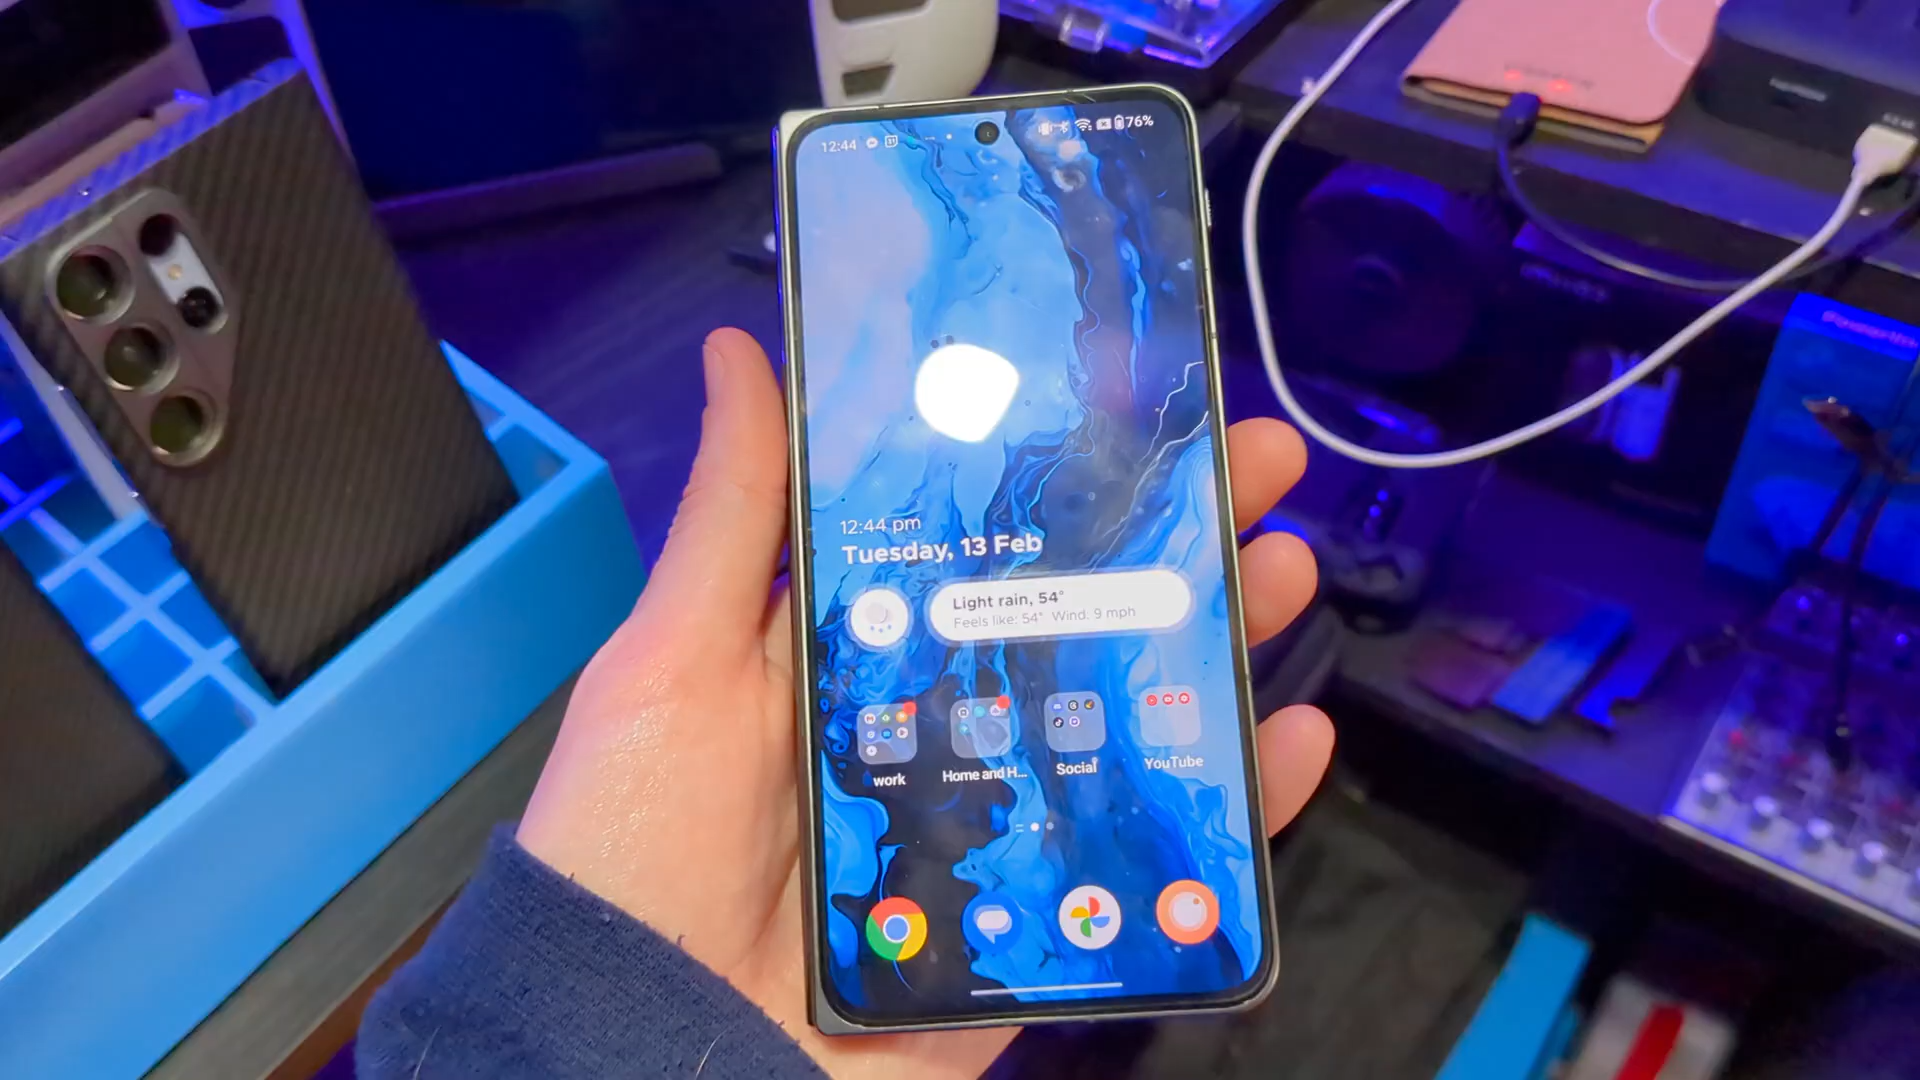 12:44
31
76%
12:44 pm
Tuesday, 13 Feb
Light rain, 54°
Feels like: 54° Wind: 9 mph
work
Home and H...
Social
YouTube